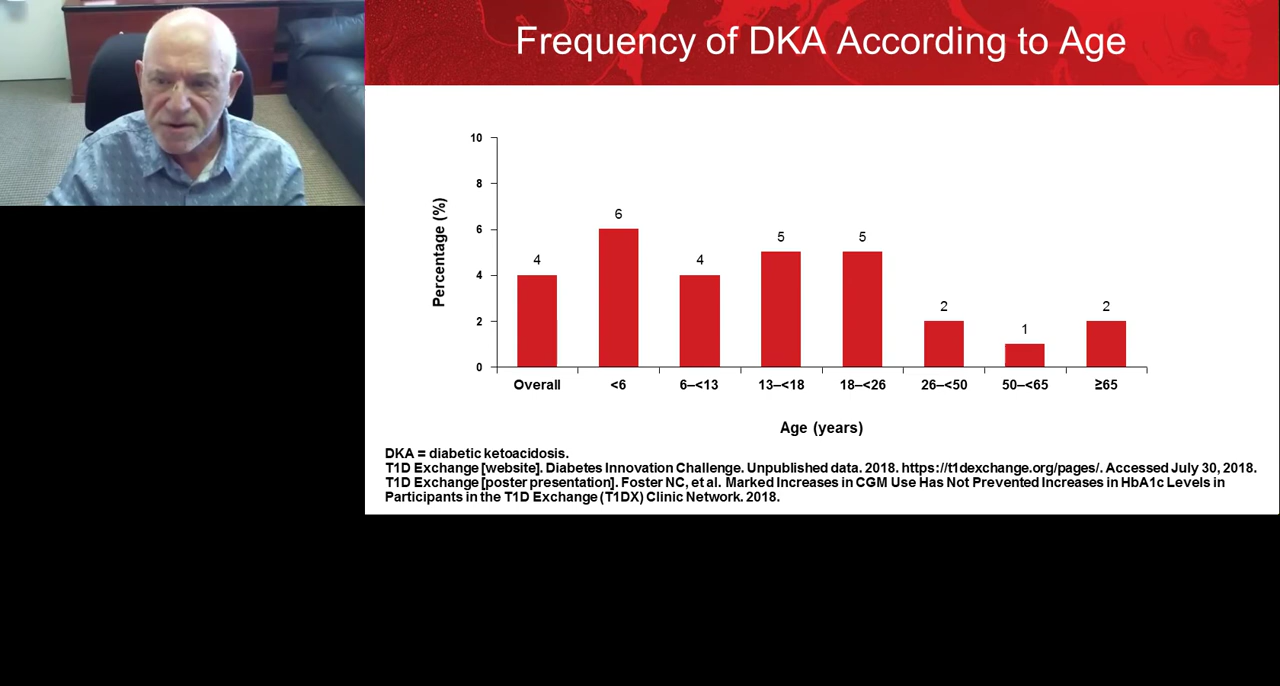 Frequency of DKA According to Age
10
8
6
4
2
0
Percentage (%)
4
6
4
5
5
2
1
2
Overall
<6
6–<13
13–<18
18–<26
26–<50
50–<65
≥65
Age (years)
DKA = diabetic ketoacidosis.
T1D Exchange [website]. Diabetes Innovation Challenge. Unpublished data. 2018. https://t1dexchange.org/pages/. Accessed July 30, 2018.
T1D Exchange [poster presentation]. Foster NC, et al. Marked Increases in CGM Use Has Not Prevented Increases in HbA1c Levels in
Participants in the T1D Exchange (T1DX) Clinic Network. 2018.